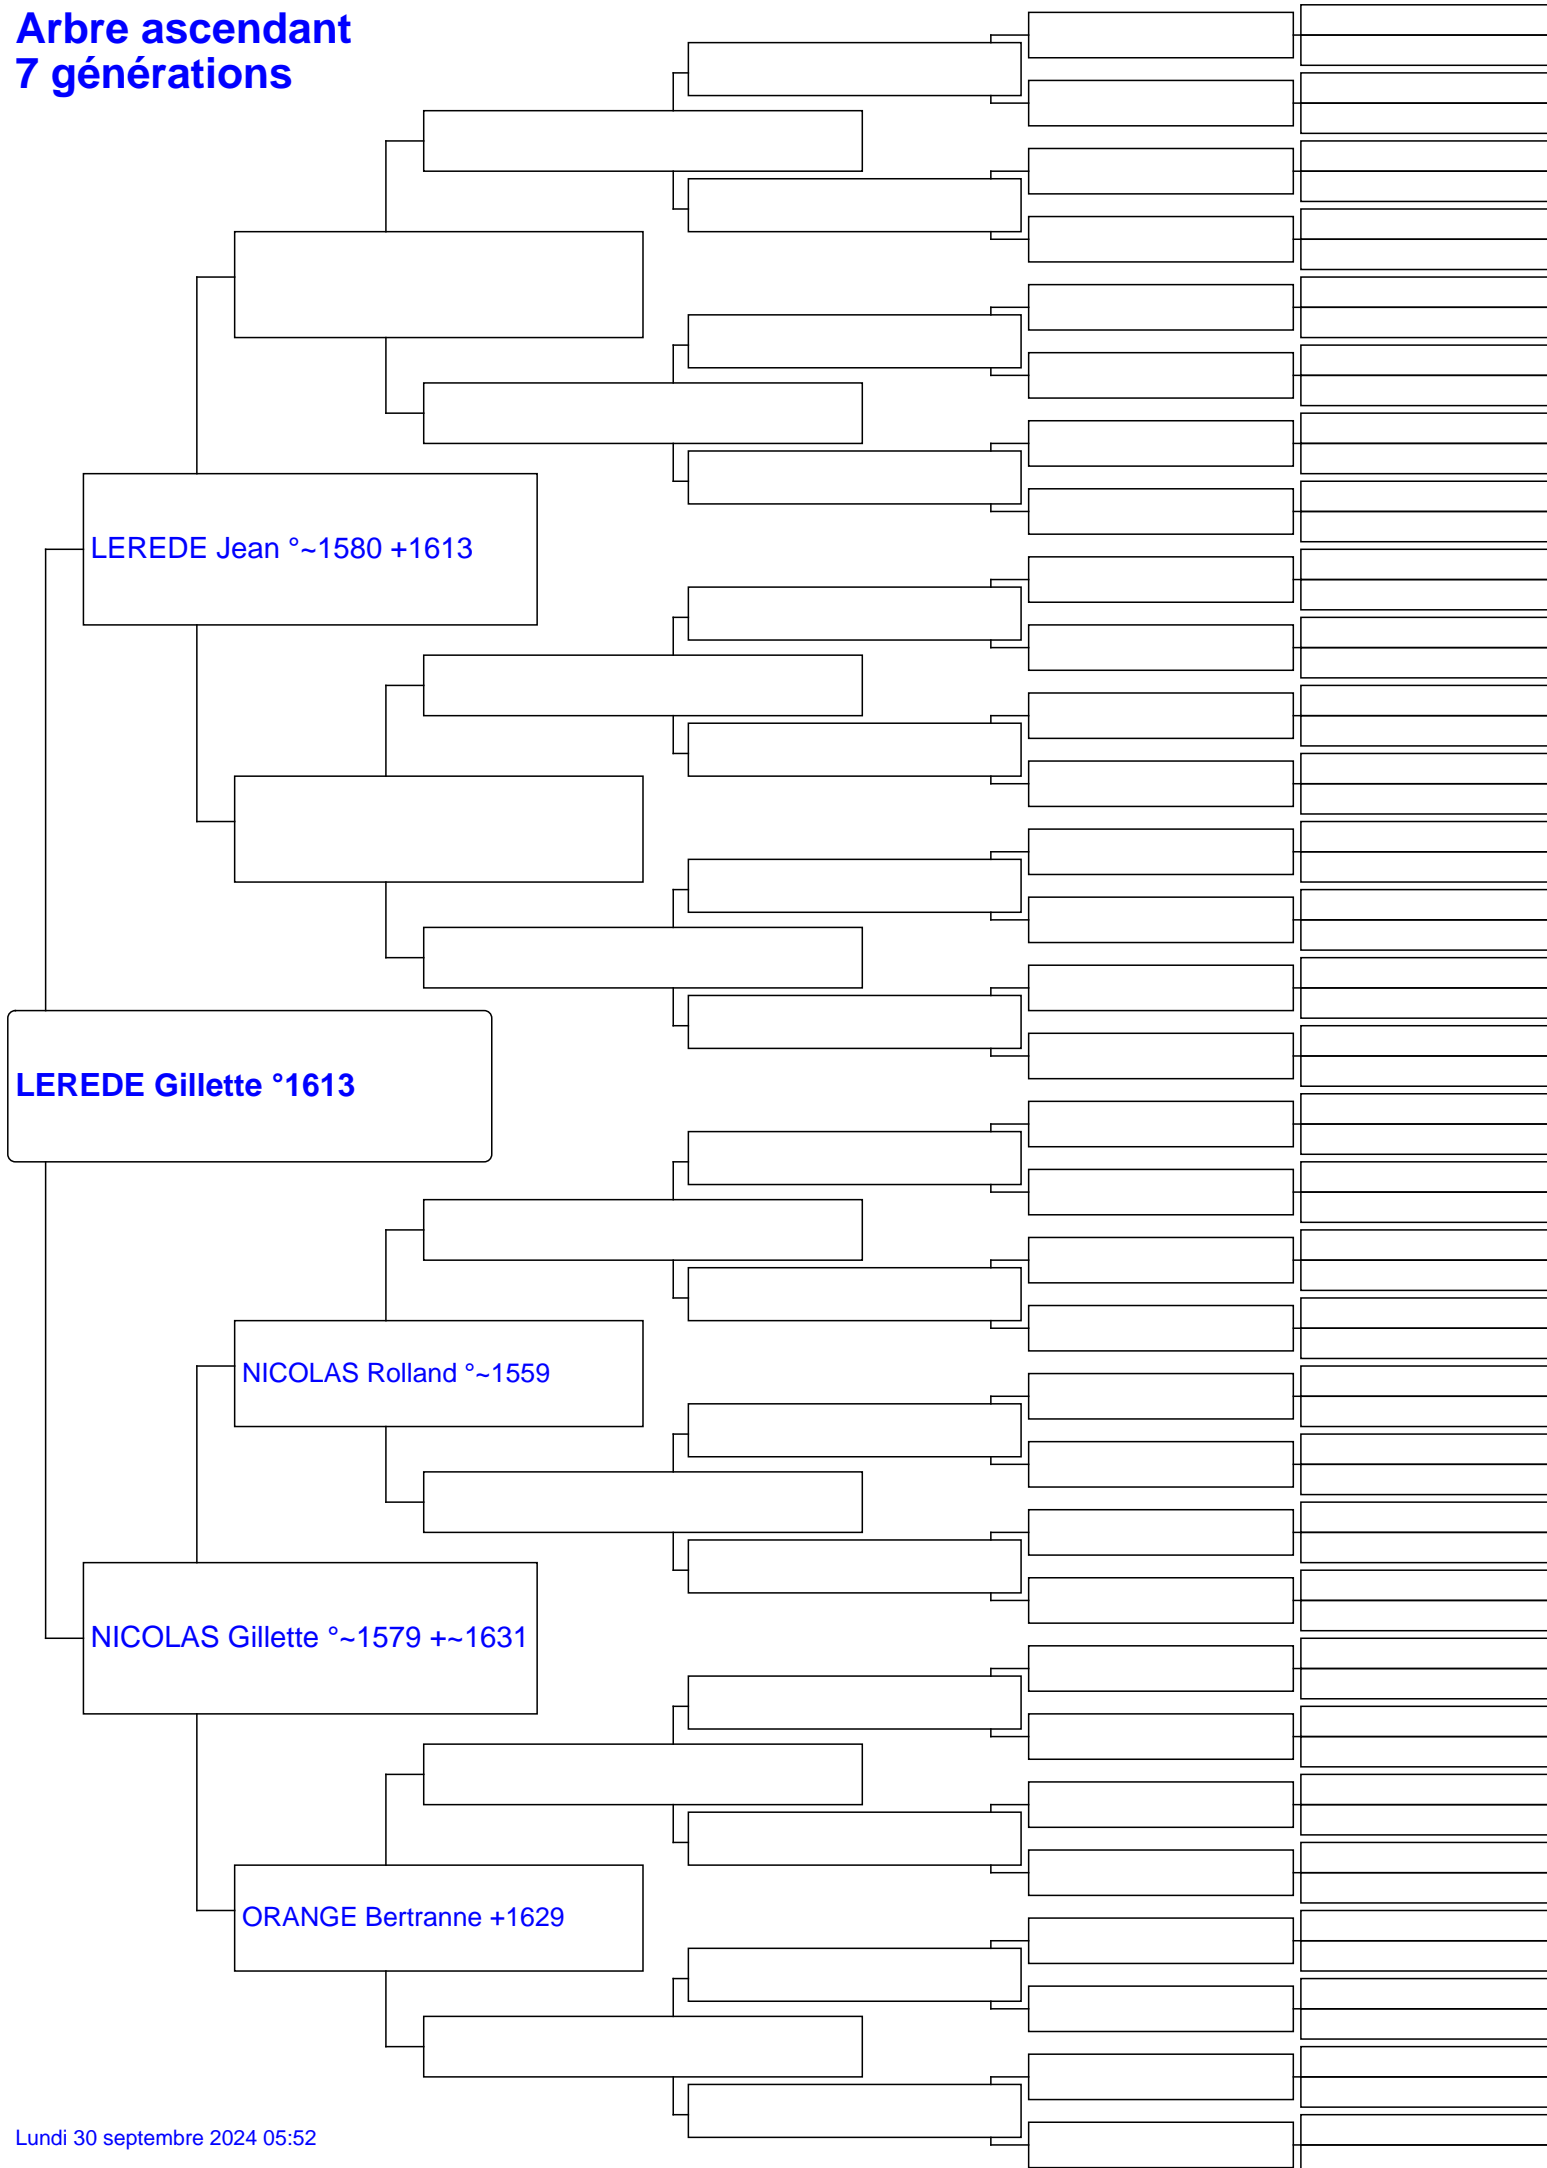 Arbre ascendant
7 générations
LEREDE Jean °~1580 +1613
LEREDE Gillette °1613
NICOLAS Rolland °~1559
NICOLAS Gillette °~1579 +~1631
ORANGE Bertranne +1629
Lundi 30 septembre 2024 05:52